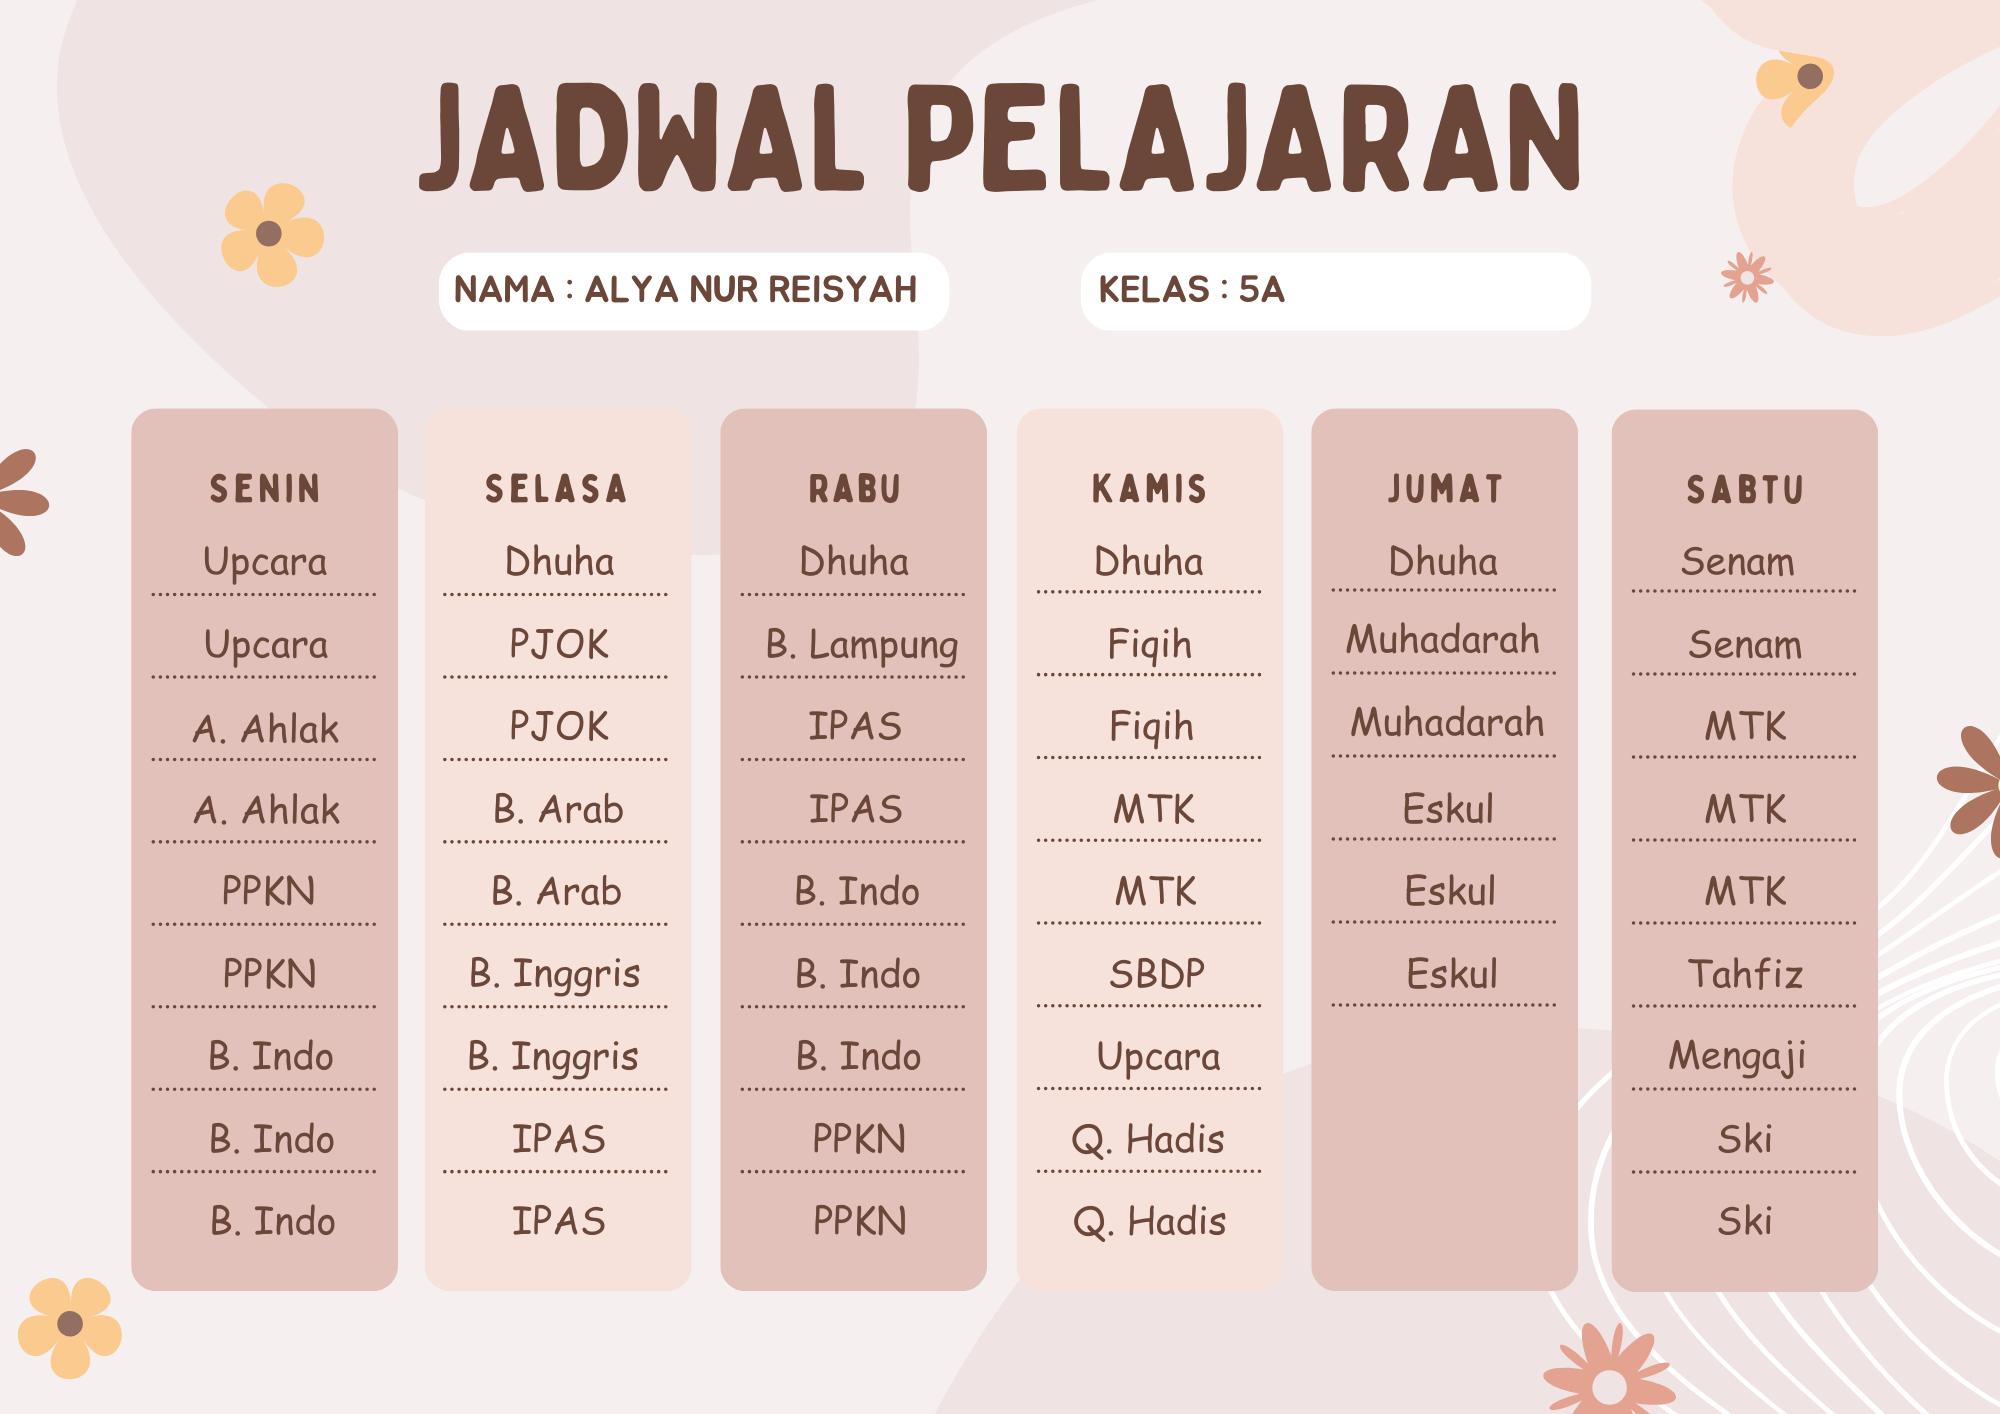 JADWAL PELAJARAN
NAMA : ALYA NUR REISYAH
KELAS : 5A
SENIN
Upcara
Upcara
A. Ahlak
A. Ahlak
PPKN
PPKN
B. Indo
B. Indo
B. Indo
SELASA
Dhuha
PJOK
PJOK
B. Arab
B. Arab
B. Inggris
B. Inggris
IPAS
IPAS
RABU
Dhuha
B. Lampung
IPAS
IPAS
B. Indo
B. Indo
B. Indo
PPKN
PPKN
KAMIS
Dhuha
Fiqih
Fiqih
MTK
MTK
SBDP
Upcara
Q. Hadis
Q. Hadis
JUMAT
Dhuha
Muhadarah
Muhadarah
Eskul
Eskul
Eskul
SABTU
Senam
Senam
MTK
MTK
MTK
Tahfiz
Mengaji
Ski
Ski